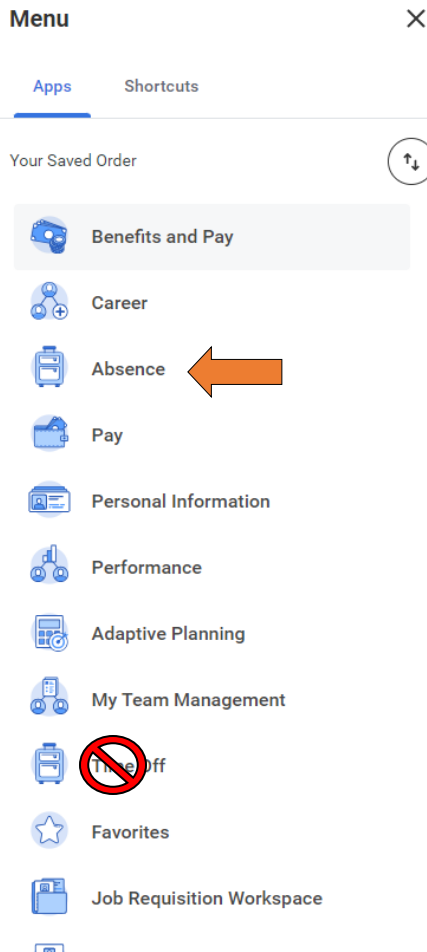 Menu
Apps Shortcuts
Your Saved Order
Benefits and Pay
Career
Absence
Pay
Personal Information
Performance
Adaptive Planning
My Team Management
Time Off
Favorites
Job Requisition Workspace